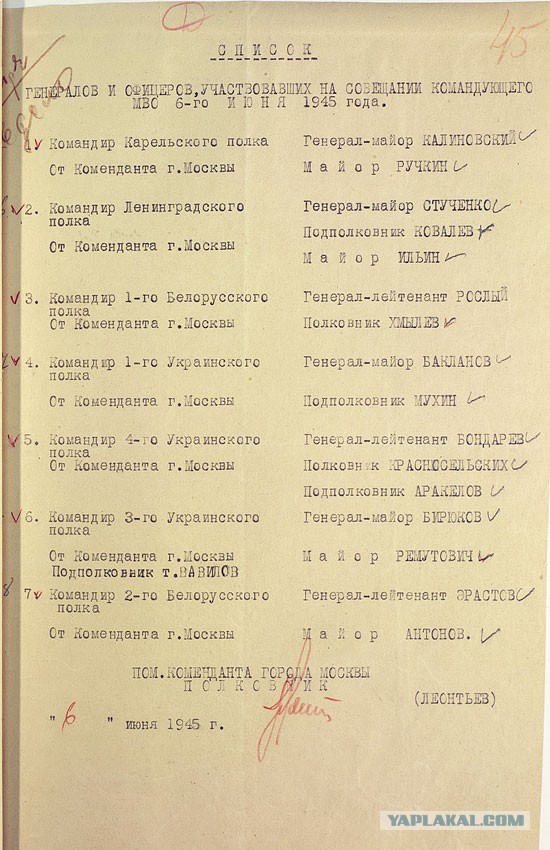 1
45
СПИСОК
ГЕНЕРАЛОВ И ОФИЦЕРОВ, УЧАСТВОВАВШИХ НА СОВЕЩАНИИ КОМАНДУЮЩЕГО
МВО 6-го ИЮНЯ 1945 года.
1. Командир Карельского полка Генерал-майор КАЛИНОВСКИЙ
От Коменданта г.Москвы Майор РУЧКИН
2. Командир Ленинградского Генерал-майор СТУЧЕНКО
полка
Подполковник КОВАЛЕВ
От Коменданта г.Москвы
Майор ИЛЬИН
3. Командир 1-го Белорусского Генерал-лейтенант РОСЛЫЙ
полка
От Коменданта г.Москвы Полковник ХМЫЛЕВ
4. Командир 1-го Украинского Генерал-майор БАКЛАНОВ
полка
От Коменданта г.Москвы Подполковник МУХИН
5. Командир 4-го Украинского Генерал-лейтенант БОНДАРЕВ
полка
От Коменданта г.Москвы Полковник КРАСНОСЕЛЬСКИХ
Подполковник АРАКЕЛОВ
6. Командир 3-го Украинского Генерал-майор БИРЮКОВ
полка
От Коменданта г.Москвы Майор РЕМУТОВИЧ
Подполковник т.ВАВИЛОВ
7. Командир 2-го Белорусского Генерал-лейтенант ЭРАСТОВ
полка
От Коменданта г.Москвы Майор АНТОНОВ.
ПОМ.КОМЕНДАНТА ГОРОДА МОСКВЫ
ПОЛКОВНИК
(ЛЕОНТЬЕВ)
"6" июня 1945 г.
YAPLAKAL.COM